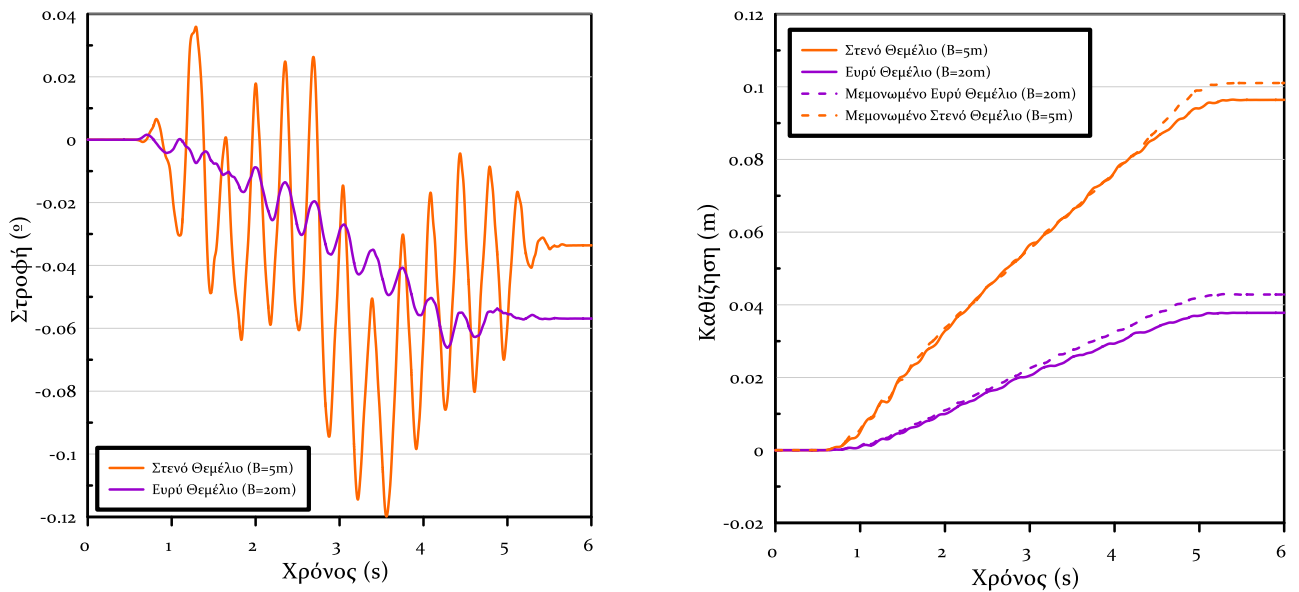 0.04
0.02
0
-0.02
-0.04
-0.06
-0.08
-0.1
-0.12
Στροφή (º)
Στενό Θεμέλιο (B=5m)
Ευρύ Θεμέλιο (B=20m)
0 1 2 3 4 5 6
Χρόνος (s)
0.12
0.1
0.08
0.06
0.04
0.02
0
-0.02
Καθίζηση (m)
Στενό Θεμέλιο (B=5m)
Ευρύ Θεμέλιο (B=20m)
Μεμονωμένο Ευρύ Θεμέλιο (B=20m)
Μεμονωμένο Στενό Θεμέλιο (B=5m)
0 1 2 3 4 5 6
Χρόνος (s)